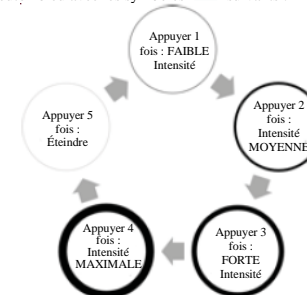 Appuyer 1
fois : FAIBLE
Intensité
Appuyer 2
fois :
Intensité
MOYENNE
Appuyer 3
fois :
FORTE
Intensité
Appuyer 4
fois :
Intensité
MAXIMALE
Appuyer 5
fois :
Éteindre